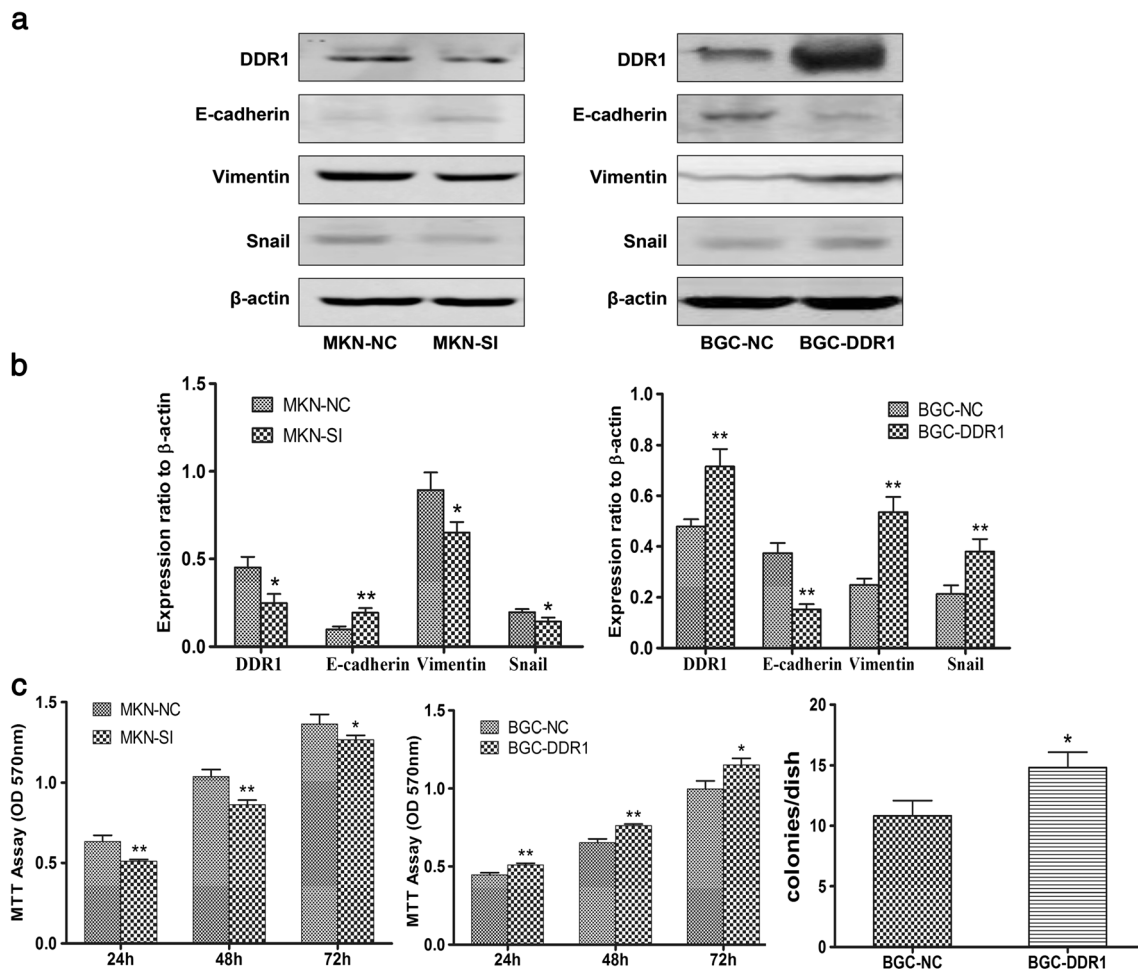 a
DDR1
E-cadherin
Vimentin
Snail
β-actin
MKN-NC MKN-SI
DDR1
E-cadherin
Vimentin
Snail
β-actin
BGC-NC BGC-DDR1
b
Expression ratio to β-actin
1.5
1.0
0.5
0.0
MKN-NC
MKN-SI
*
**
*
*
DDR1 E-cadherin Vimentin Snail
Expression ratio to β-actin
1.0
0.8
0.6
0.4
0.2
0.0
BGC-NC
BGC-DDR1
**
**
**
**
DDR1 E-cadherin Vimentin Snail
c
MTT Assay (OD 570nm)
1.5
1.0
0.5
0.0
MKN-NC
MKN-SI
**
**
*
24h 48h 72h
MTT Assay (OD 570nm)
1.5
1.0
0.5
0.0
BGC-NC
BGC-DDR1
**
**
*
24h 48h 72h
colonies/dish
20
15
10
5
0
*
BGC-NC BGC-DDR1